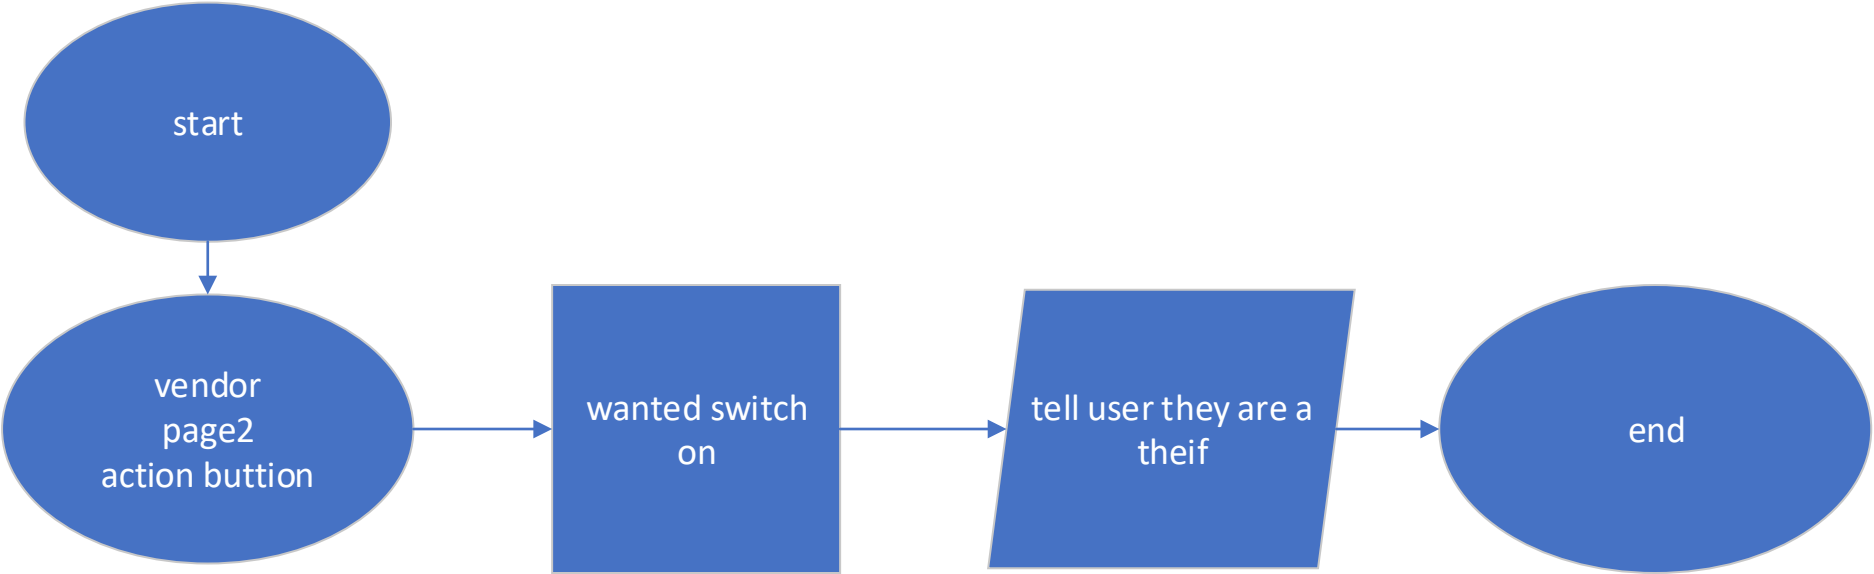 start
vendor
page2
action buttion
wanted switch
on
tell user they are a
theif
end